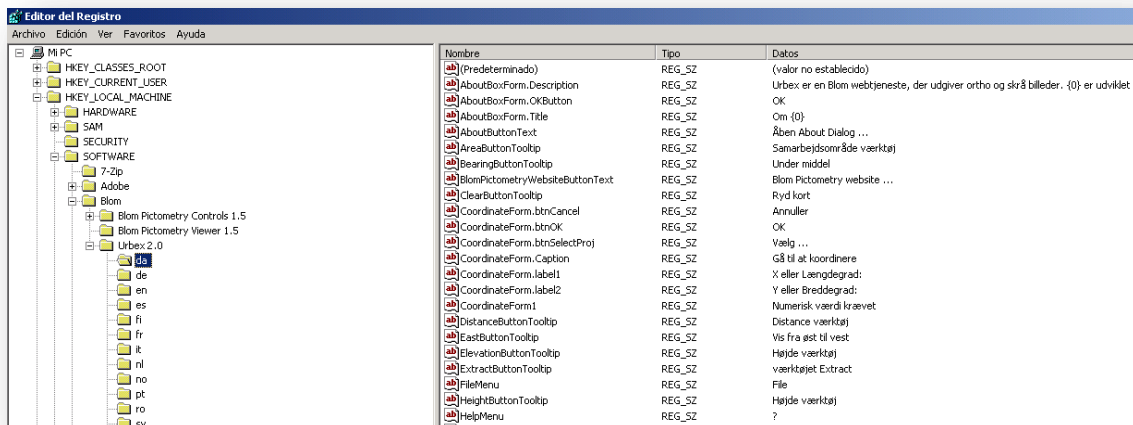 Editor del Registro
Archivo Edición Ver Favoritos Ayuda
Mi PC
HKEY_CLASSES_ROOT
HKEY_CURRENT_USER
HKEY_LOCAL_MACHINE
HARDWARE
SAM
SECURITY
SOFTWARE
7-Zip
Adobe
Blom
Blom Pictometry Controls 1.5
Blom Pictometry Viewer 1.5
Urbex 2.0
da
de
en
es
fi
fr
it
nl
no
pt
ro
sv
Nombre Tipo Datos
(Predeterminado) REG_SZ (valor no establecido)
AboutBoxForm.Description REG_SZ Urbex er en Blom webtjeneste, der udgiver ortho og skrå billeder. {0} er udviklet
AboutBoxForm.OKButton REG_SZ OK
AboutBoxForm.Title REG_SZ Om {0}
AboutButtonText REG_SZ Åben About Dialog ...
AreaButtonTooltip REG_SZ Samarbejdsområde værktøj
BearingButtonTooltip REG_SZ Under middel
BlomPictometryWebsiteButtonText REG_SZ Blom Pictometry website ...
ClearButtonTooltip REG_SZ Ryd kort
CoordinateForm.btnCancel REG_SZ Annuller
CoordinateForm.btnOK REG_SZ OK
CoordinateForm.btnSelectProj REG_SZ Vælg ...
CoordinateForm.Caption REG_SZ Gå til at koordinere
CoordinateForm.label1 REG_SZ X eller Længdegrad:
CoordinateForm.label2 REG_SZ Y eller Breddegrad:
CoordinateForm1 REG_SZ Numerisk værdi krævet
DistanceButtonTooltip REG_SZ Distance værktøj
EastButtonTooltip REG_SZ Vis fra øst til vest
ElevationButtonTooltip REG_SZ Højde værktøj
ExtractButtonTooltip REG_SZ værktøjet Extract
FileMenu REG_SZ File
HeightButtonTooltip REG_SZ Højde værktøj
HelpMenu REG_SZ ?